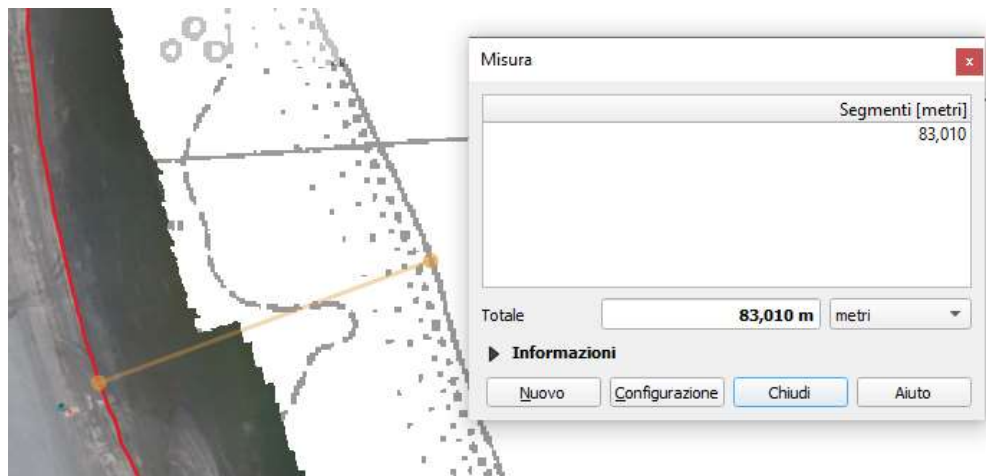 Misura
x
Segmenti [metri]
83,010
Totale
83,010 m
metri
Informazioni
Nuovo
Configurazione
Chiudi
Aiuto